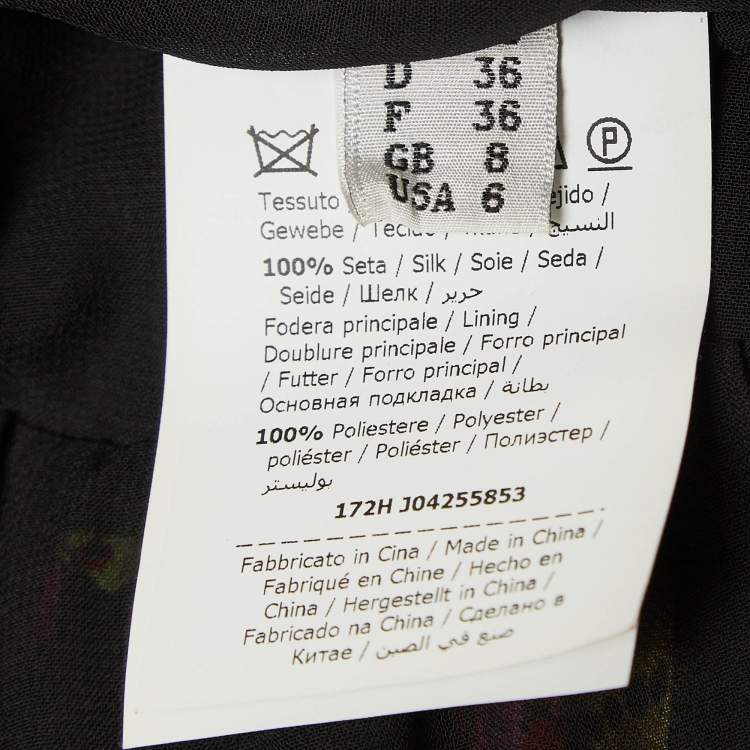 D 36
F 36
GB 8
USA 6
P
Tessuto ejido /
Gewebe / Tecido / النسيج
100% Seta / Silk / Soie / Seda /
Seide / Шелк / حرير
Fodera principale / Lining /
Doublure principale / Forro principal
/ Futter / Forro principal /
Основная подкладка / بطانة
100% Poliestere / Polyester /
poliéster / Poliéster / Полиэстер /
بوليستر
172H J04255853
Fabbricato in Cina / Made in China /
Fabriqué en Chine / Hecho en
China / Hergestellt in China /
Fabricado na China / Сделано в
Китае / صنع في الصين